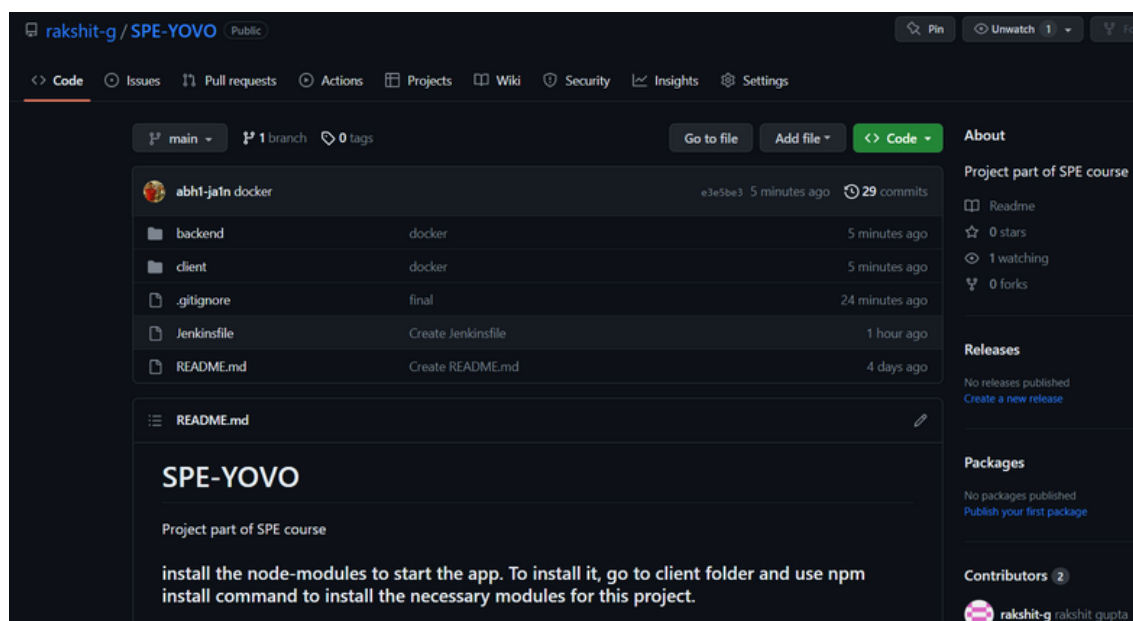 rakshit-g / SPE-YOVO Public
Pin
Unwatch 1
Code Issues Pull requests Actions Projects Wiki Security Insights Settings
main 1 branch 0 tags
Go to file Add file Code
abh1-ja1n docker e3e5be3 5 minutes ago 29 commits
backend docker 5 minutes ago
client docker 5 minutes ago
.gitignore final 24 minutes ago
Jenkinsfile Create Jenkinsfile 1 hour ago
README.md Create README.md 4 days ago
README.md
SPE-YOVO
Project part of SPE course
install the node-modules to start the app. To install it, go to client folder and use npm
install command to install the necessary modules for this project.
About
Project part of SPE course
Readme
0 stars
1 watching
0 forks
Releases
No releases published
Create a new release
Packages
No packages published
Publish your first package
Contributors 2
rakshit-g rakshit gupta